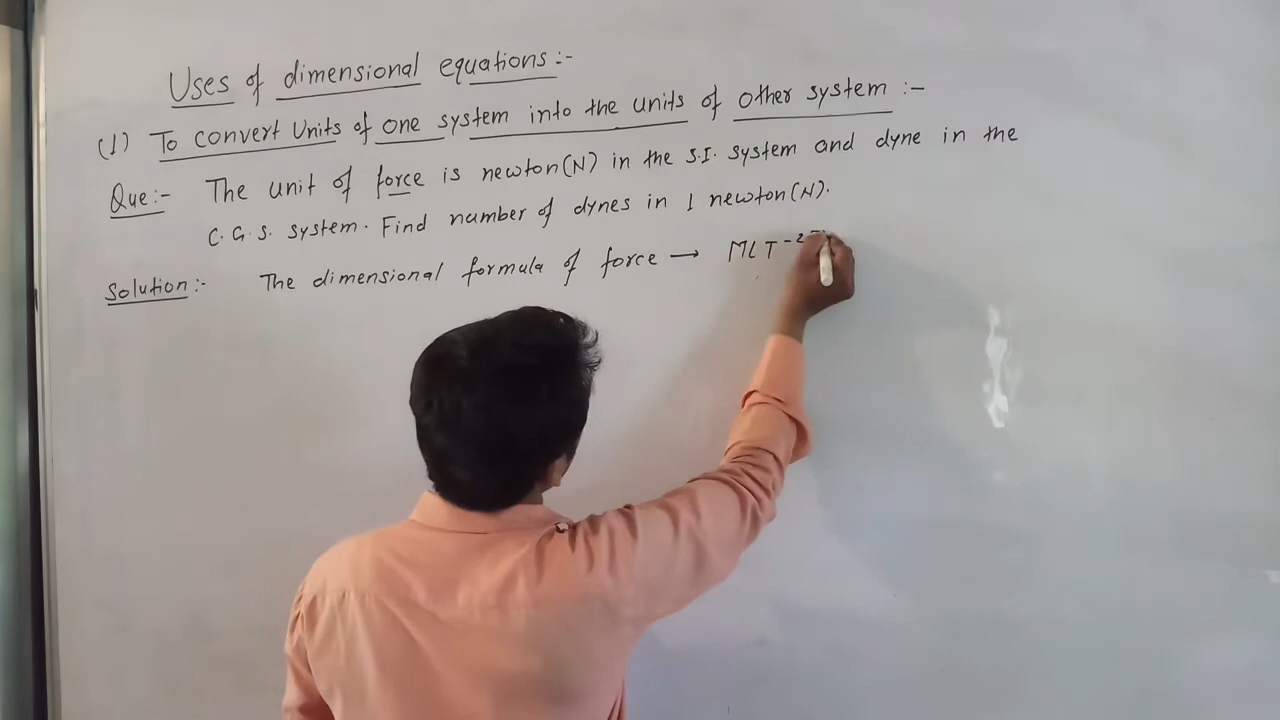 Uses of dimensional equations :-
(1) To convert Units of one system into the units of other system :-
Que:- The unit of force is newton(N) in the S.I. system and dyne in the
C.G.S. system. Find number of dynes in 1 newton(N).
Solution:- The dimensional formula of force → MLT-2